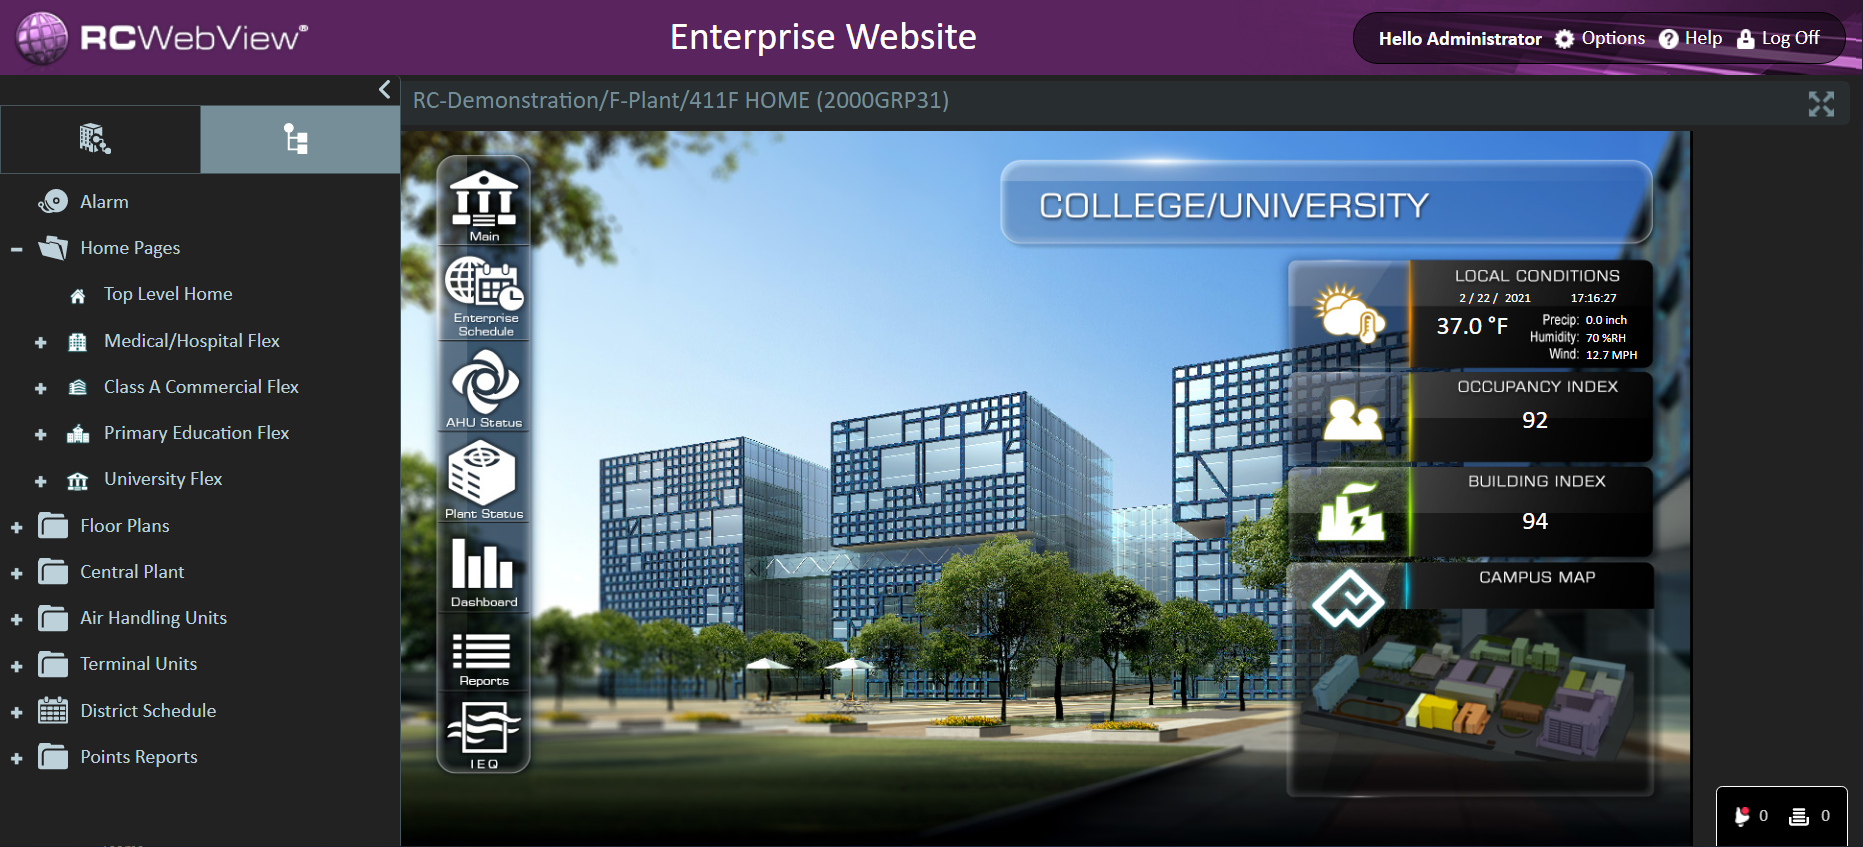 RCWebView®
Enterprise Website
Hello Administrator Options Help Log Off
RC-Demonstration/F-Plant/411F HOME (2000GRP31)
Alarm
Home Pages
Top Level Home
Medical/Hospital Flex
Class A Commercial Flex
Primary Education Flex
University Flex
Floor Plans
Central Plant
Air Handling Units
Terminal Units
District Schedule
Points Reports
Main
Enterprise
Schedule
AHU Status
Plant Status
Dashboard
Reports
IEQ
COLLEGE/UNIVERSITY
LOCAL CONDITIONS
2 / 22 / 2021 17:16:27
37.0 °F
Precip: 0.0 inch
Humidity: 70 %RH
Wind: 12.7 MPH
OCCUPANCY INDEX
92
BUILDING INDEX
94
CAMPUS MAP
0 0